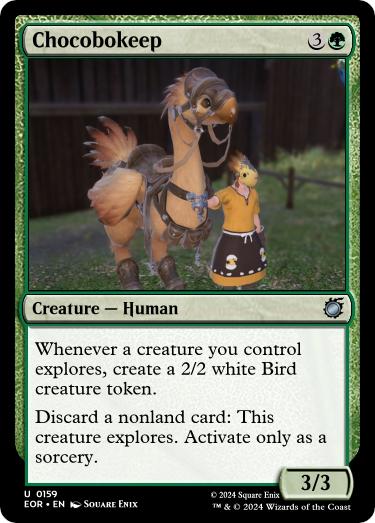 Chocobokeep 3
Creature — Human
Whenever a creature you control
explores, create a 2/2 white Bird
creature token.
Discard a nonland card: This
creature explores. Activate only as a
sorcery.
3/3
U 0159
EOR • EN SQUARE ENIX
© 2024 Square Enix
™ & © 2024 Wizards of the Coast